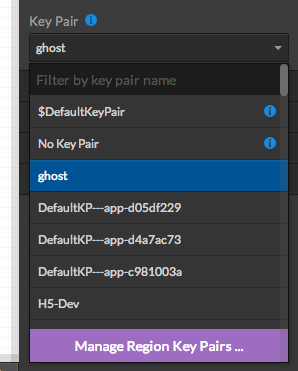 Key Pair
ghost
Filter by key pair name
$DefaultKeyPair
No Key Pair
ghost
DefaultKP---app-d05df229
DefaultKP---app-d4a7ac73
DefaultKP---app-c981003a
H5-Dev
Manage Region Key Pairs ...